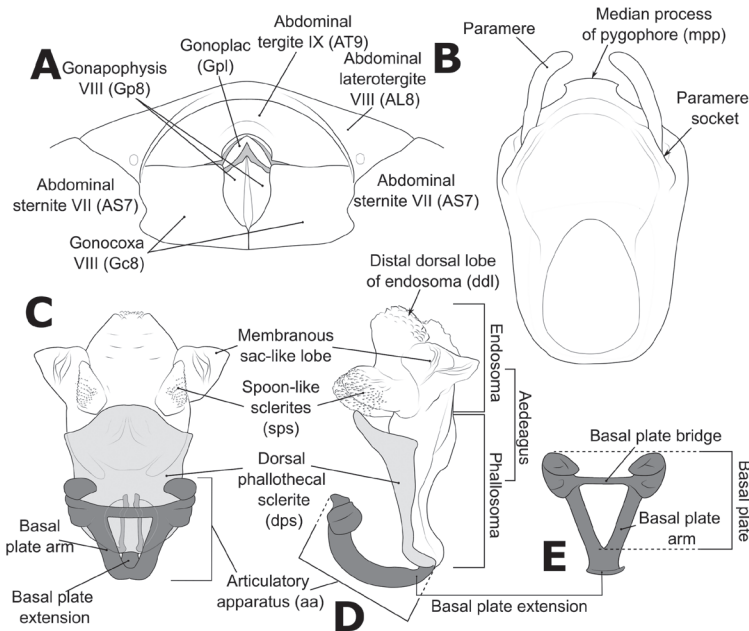 A
Gonapophysis
VIII (Gp8)
Gonoplac
(Gpl)
Abdominal
tergite IX (AT9)
Abdominal
laterotergite
VIII (AL8)
Abdominal
sternite VII (AS7)
Abdominal
sternite VII (AS7)
Gonocoxa
VIII (Gc8)
B
Paramere
Median process
of pygophore (mpp)
Paramere
socket
C
Membranous
sac-like lobe
Spoon-like
sclerites
(sps)
Dorsal
phallothecal
sclerite
(dps)
Basal
plate arm
Basal plate
extension
Articulatory
apparatus (aa)
D
Distal dorsal lobe
of endosoma (ddl)
Endosoma
Aedeagus
Phallosoma
Basal plate extension
E
Basal plate bridge
Basal plate
arm
Basal plate